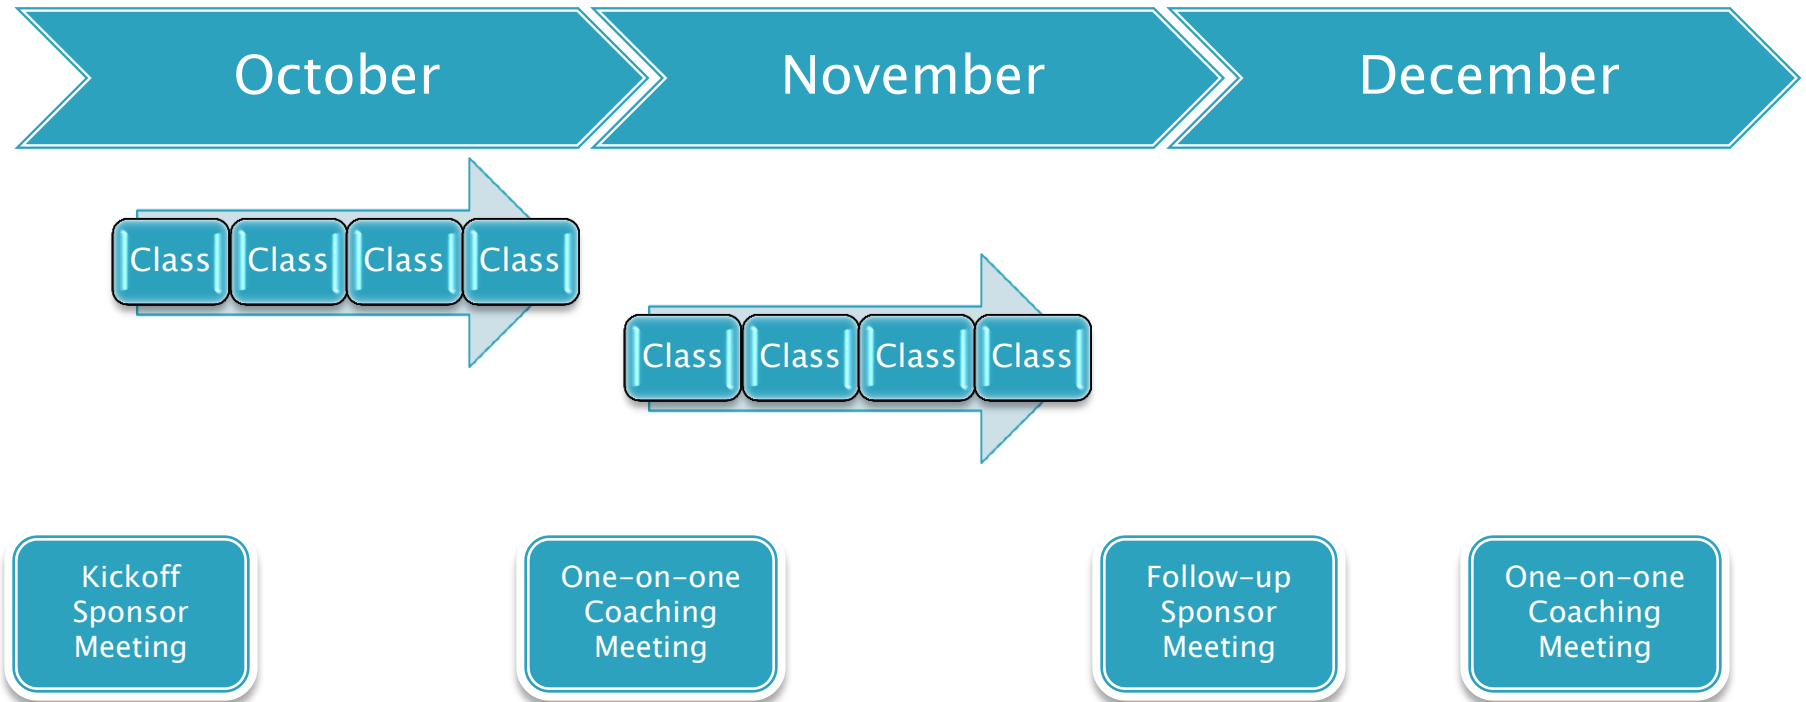 October
November
December
Class
Class
Class
Class
Class
Class
Class
Class
Kickoff
Sponsor
Meeting
One-on-one
Coaching
Meeting
Follow-up
Sponsor
Meeting
One-on-one
Coaching
Meeting